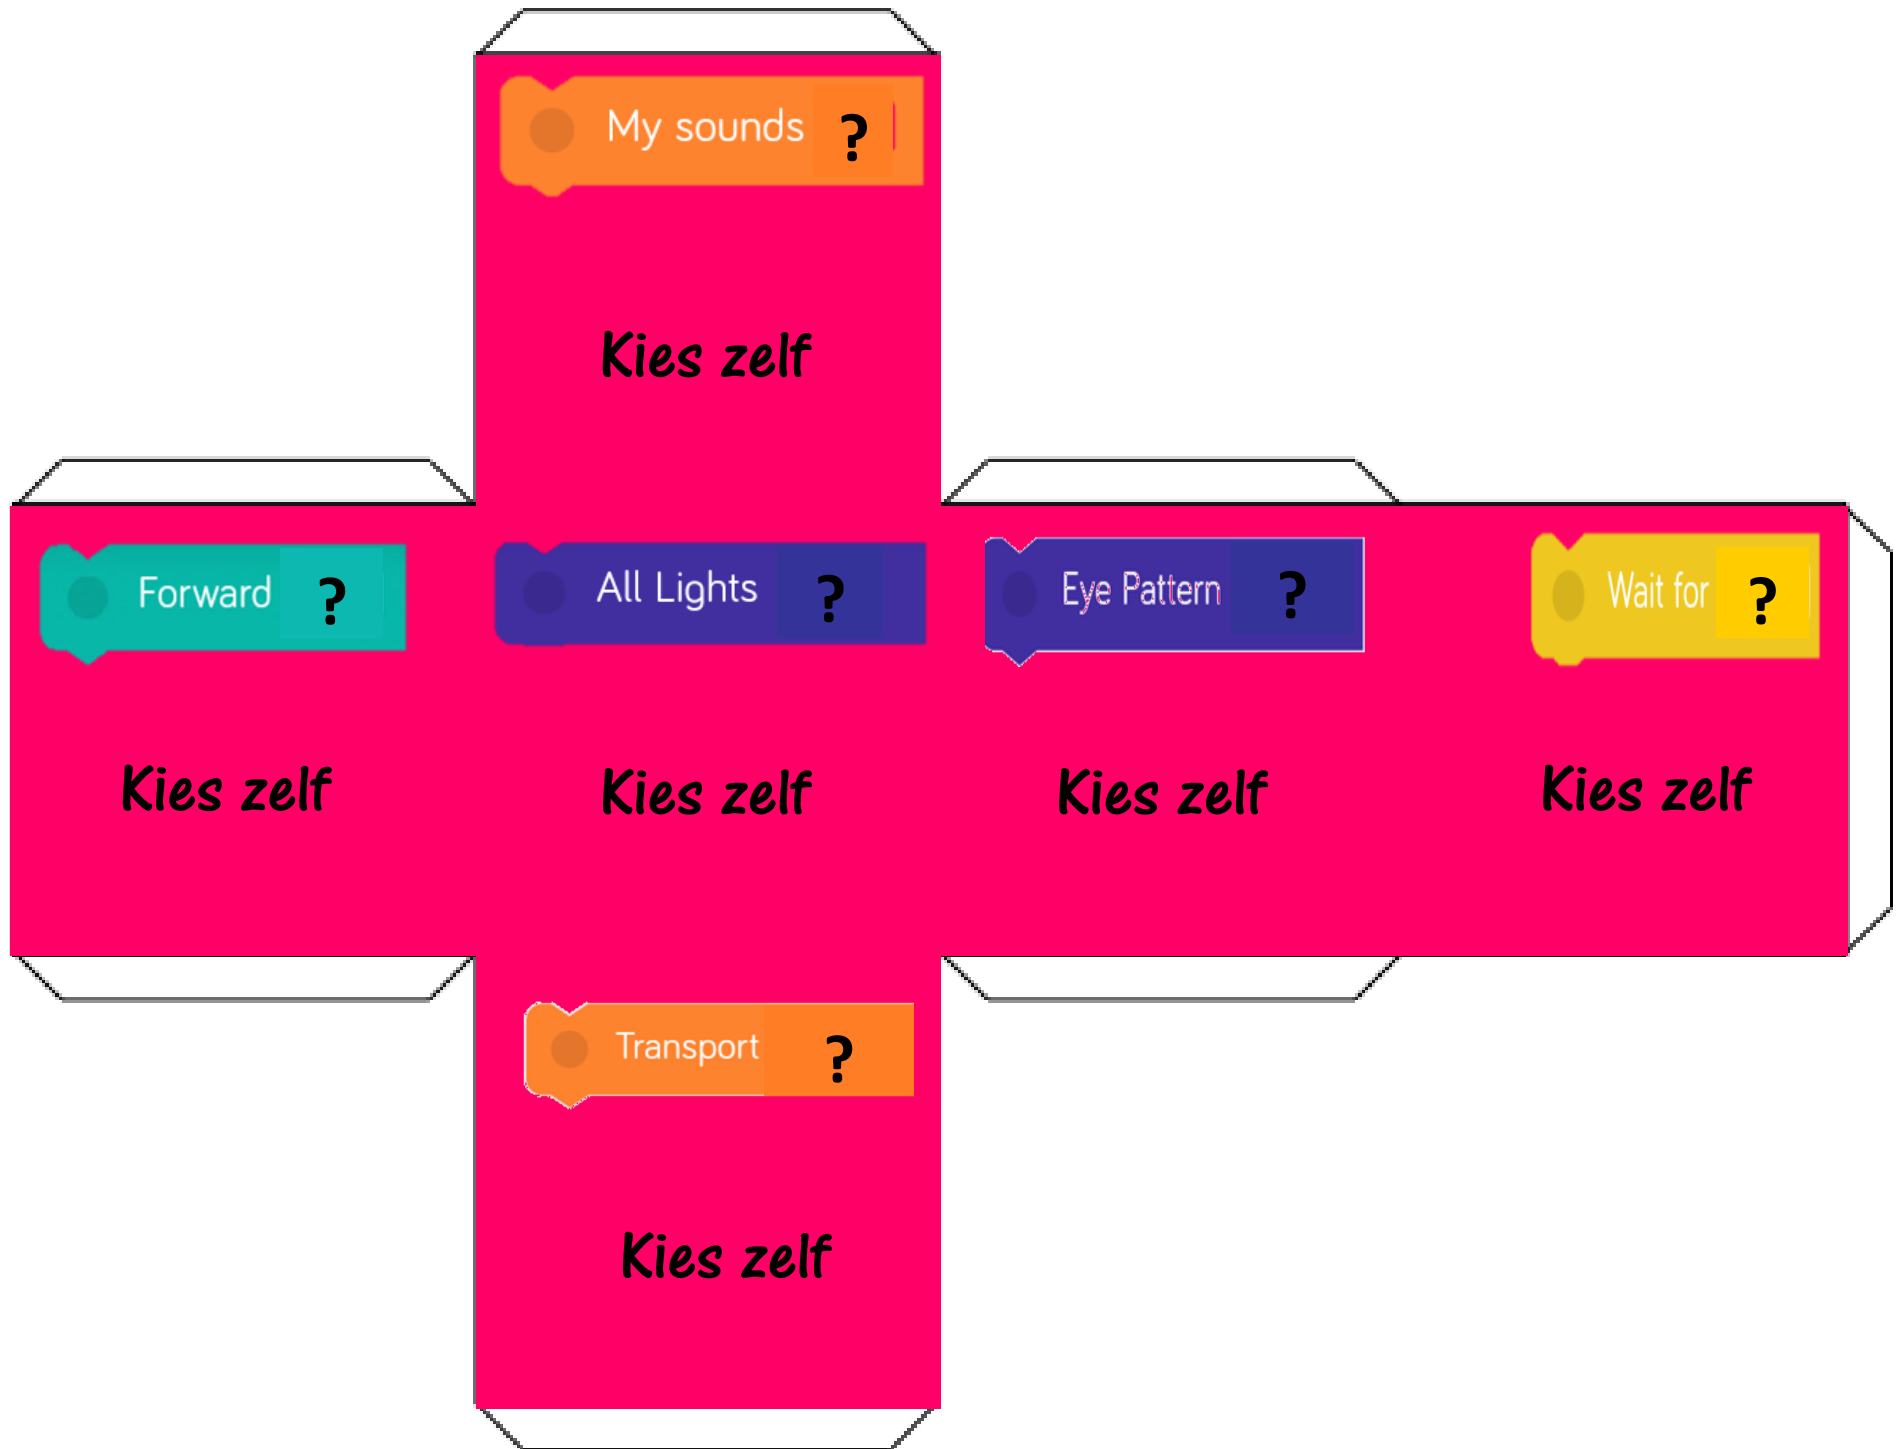 My sounds ?
Kies zelf
Forward ?
All Lights ?
Eye Pattern ?
Wait for ?
Kies zelf
Kies zelf
Kies zelf
Kies zelf
Transport ?
Kies zelf